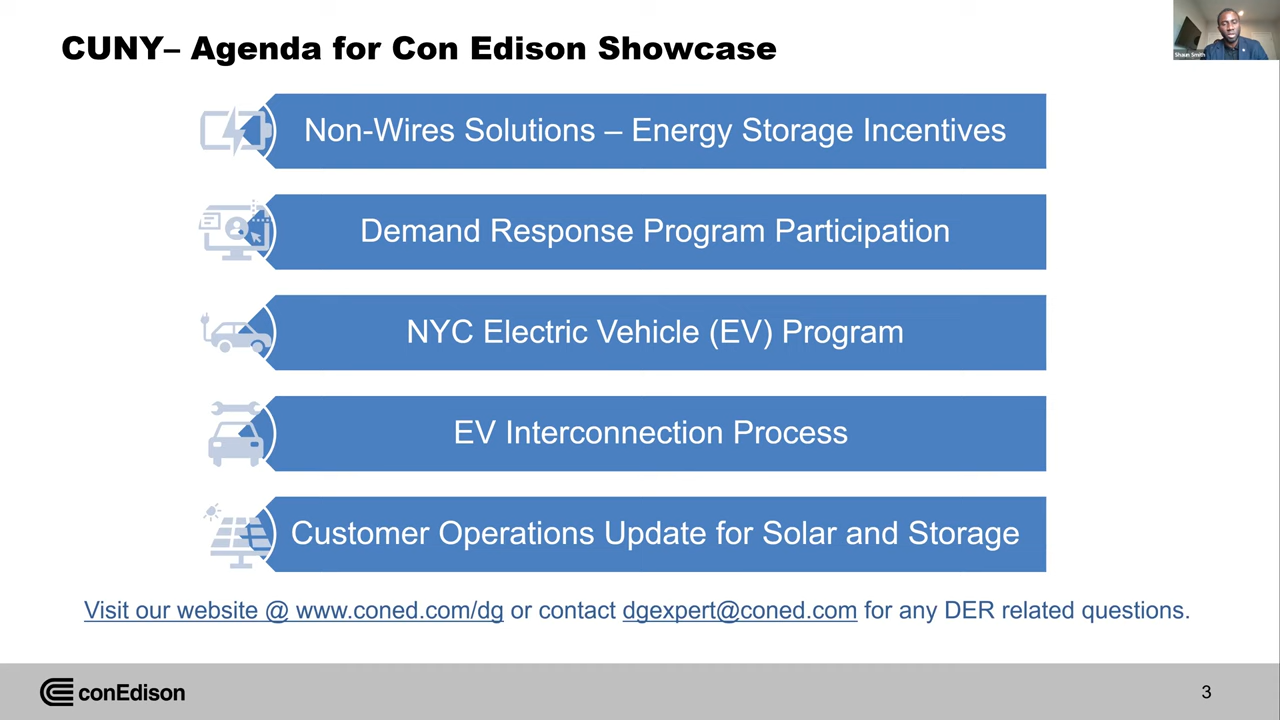 CUNY– Agenda for Con Edison Showcase
Shaun Smith
Non-Wires Solutions – Energy Storage Incentives
Demand Response Program Participation
NYC Electric Vehicle (EV) Program
EV Interconnection Process
Customer Operations Update for Solar and Storage
Visit our website @ www.coned.com/dg or contact dgexpert@coned.com for any DER related questions.
conEdison
3